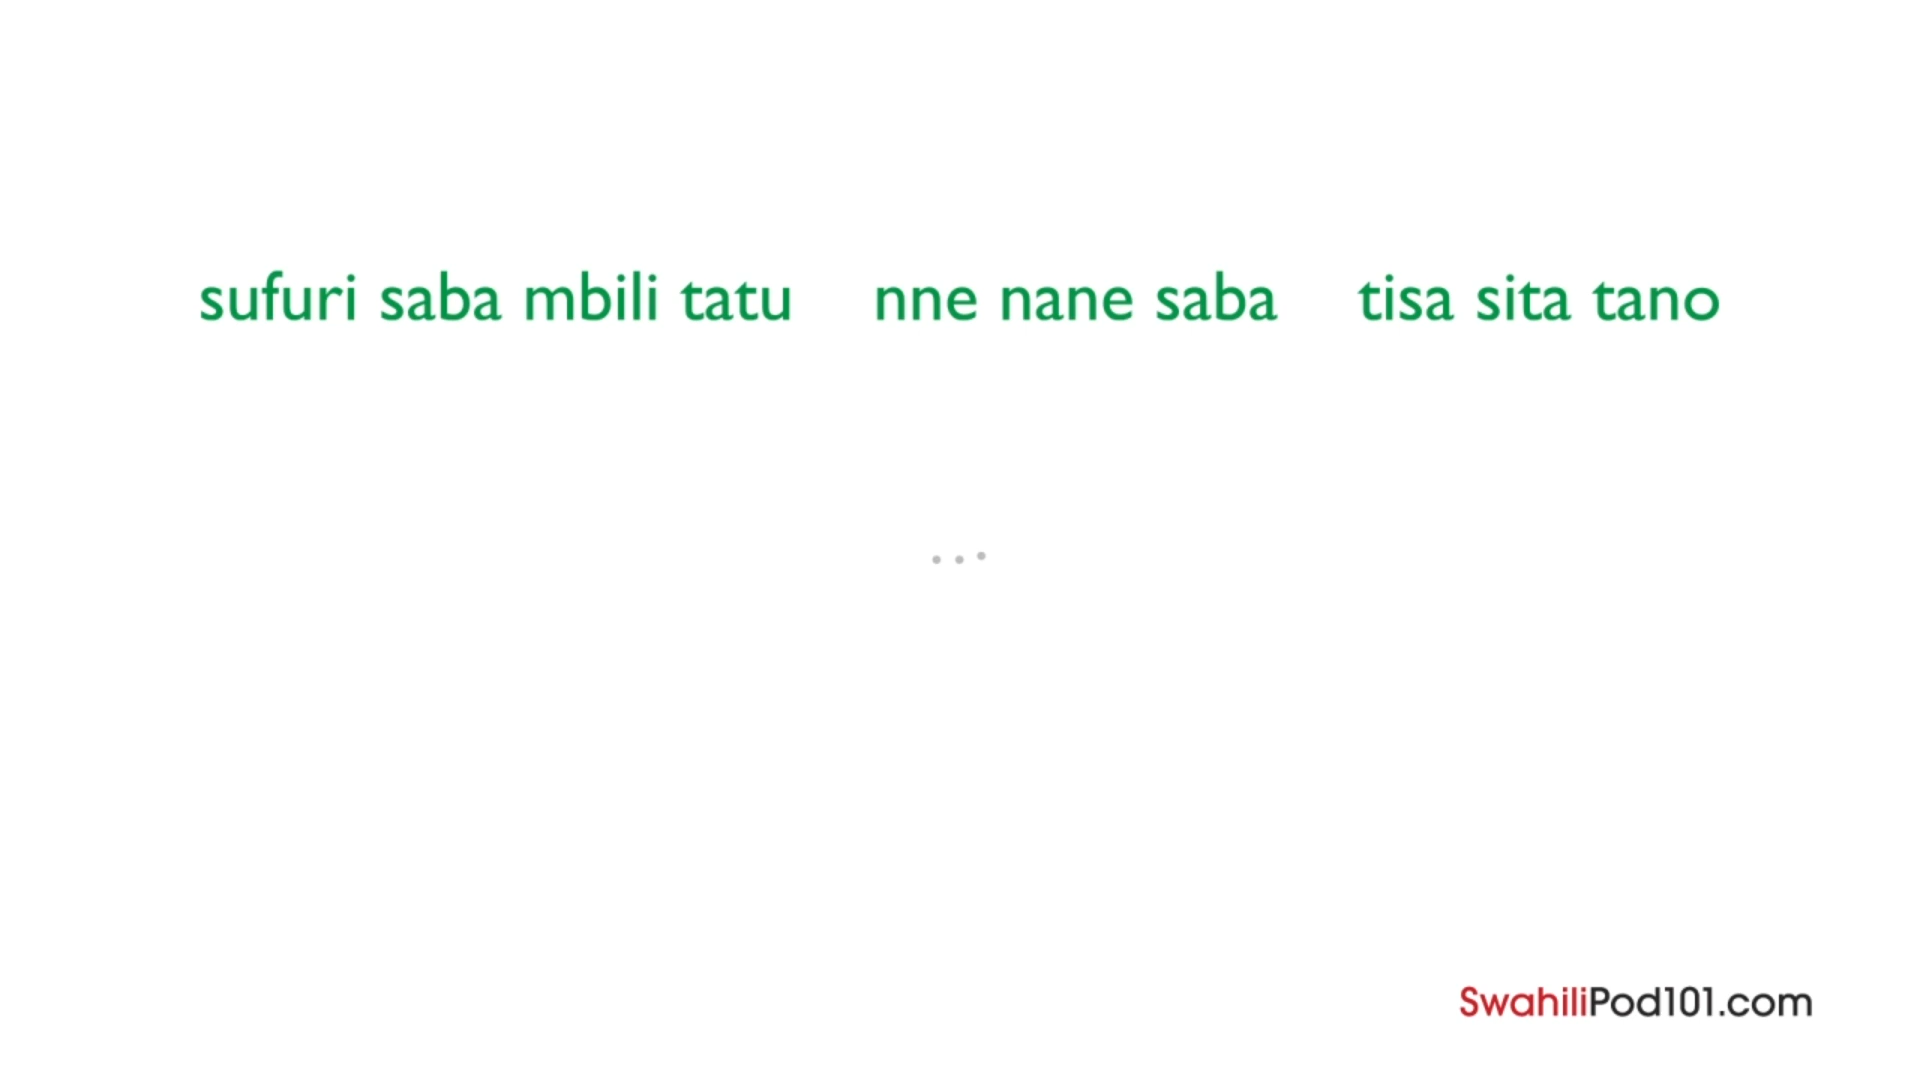 sufuri saba mbili tatu nne nane saba tisa sita tano
...
SwahiliPod101.com